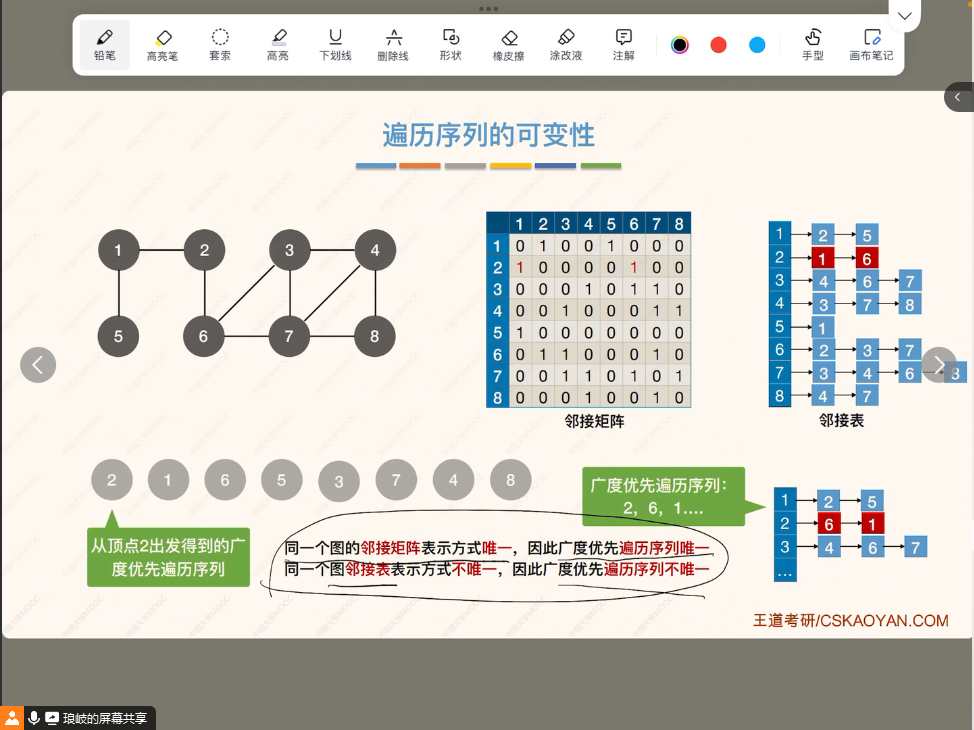 铅笔 高亮笔 套索 高亮 下划线 删除线 形状 橡皮擦 涂改液 注解 手型 画布笔记
遍历序列的可变性
1 2 3 4
5 6 7 8
1 2 3 4 5 6 7 8
1 0 1 0 0 1 0 0 0
2 1 0 0 0 0 1 0 0
3 0 0 0 1 0 1 1 0
4 0 0 1 0 0 0 1 1
5 1 0 0 0 0 0 0 0
6 0 1 1 0 0 0 1 0
7 0 0 1 1 0 1 0 1
8 0 0 0 1 0 0 1 0
邻接矩阵
1 2 5
2 1 6
3 4 6 7
4 3 7 8
5 1
6 2 3 7
7 3 4 6 3
8 4 7
邻接表
2 1 6 5 3 7 4 8
从顶点2出发得到的广
度优先遍历序列
广度优先遍历序列：
2，6，1....
同一个图的邻接矩阵表示方式唯一，因此广度优先遍历序列唯一
同一个图邻接表表示方式不唯一，因此广度优先遍历序列不唯一
1 2 5
2 6 1
3 4 6 7
...
王道考研/CSKAOYAN.COM
琅岐的屏幕共享